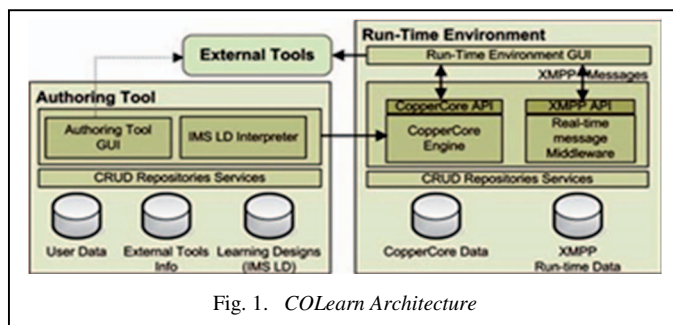 External Tools
Run-Time Environment
Run-Time Environment GUI
XMPP Messages
Authoring Tool
Authoring Tool
GUI
IMS LD Interpreter
CopperCore API
CopperCore
Engine
XMPP API
Real-time
message
Middleware
CRUD Repositories Services
CRUD Repositories Services
User Data
External Tools
Info
Learning Designs
(IMS LD)
CopperCore Data
XMPP
Run-time Data
Fig. 1. COLearn Architecture